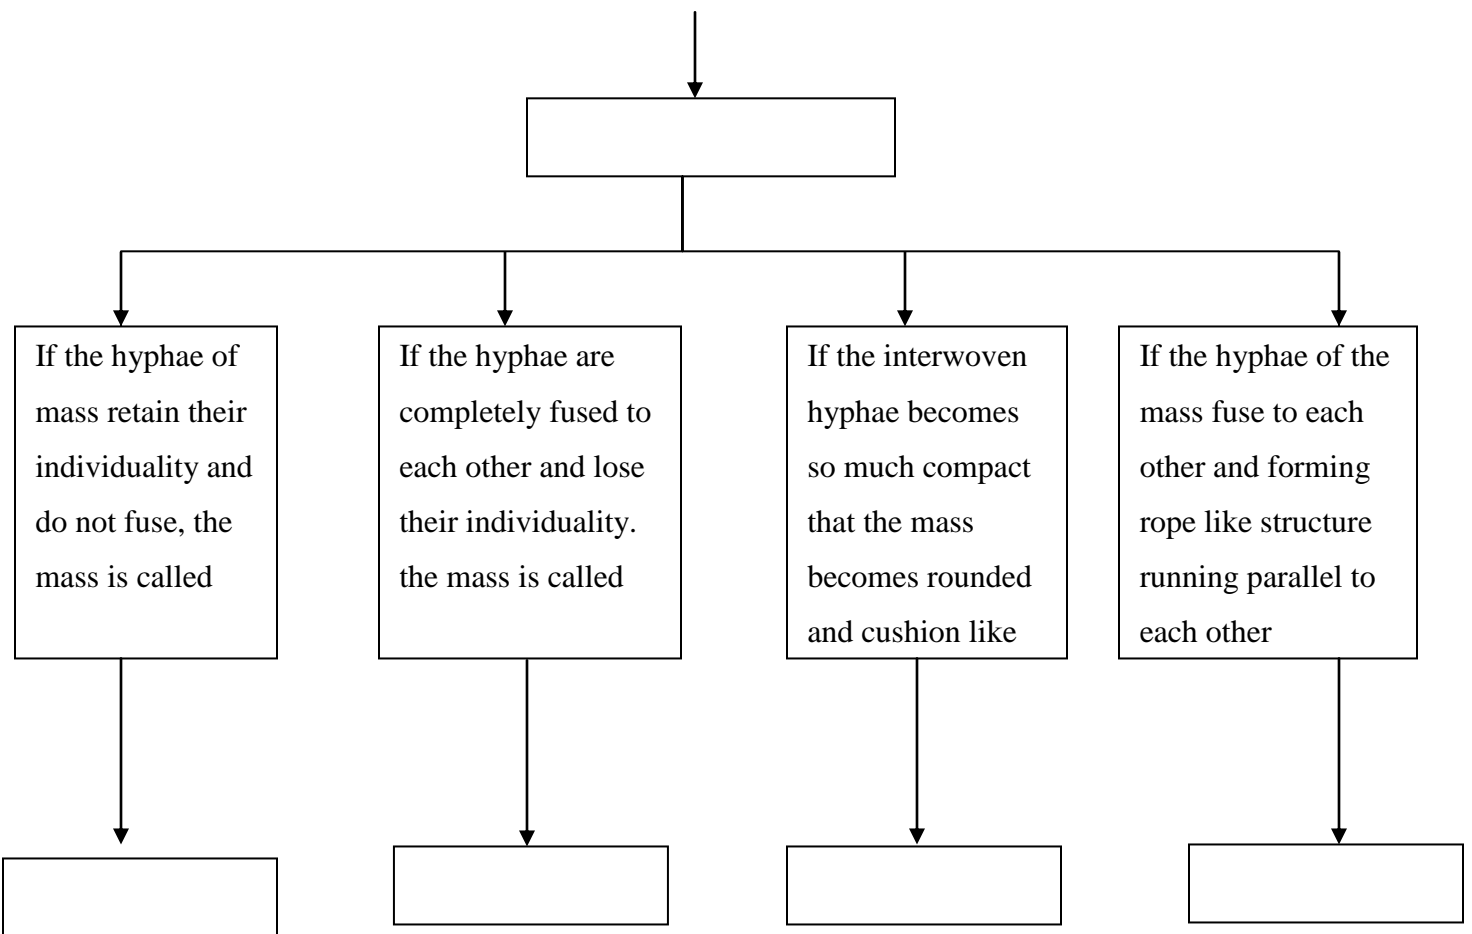 If the hyphae of
mass retain their
individuality and
do not fuse, the
mass is called
If the hyphae are
completely fused to
each other and lose
their individuality.
the mass is called
If the interwoven
hyphae becomes
so much compact
that the mass
becomes rounded
and cushion like
If the hyphae of the
mass fuse to each
other and forming
rope like structure
running parallel to
each other